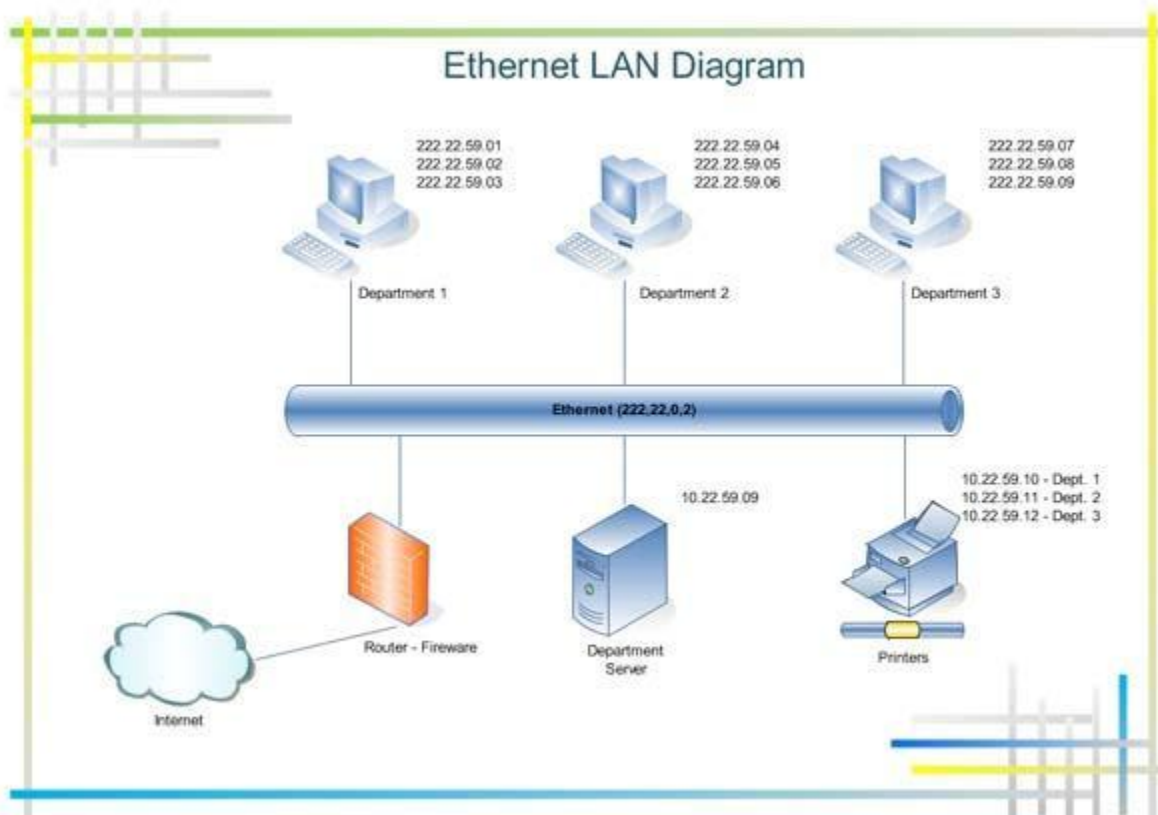 Ethernet LAN Diagram
222.22.59.01
222.22.59.02
222.22.59.03
222.22.59.04
222.22.59.05
222.22.59.06
222.22.59.07
222.22.59.08
222.22.59.09
Department 1
Department 2
Department 3
Ethernet (222,22,0,2)
10.22.59.09
10.22.59.10 - Dept. 1
10.22.59.11 - Dept. 2
10.22.59.12 - Dept. 3
Router - Fireware
Department
Server
Printers
Internet